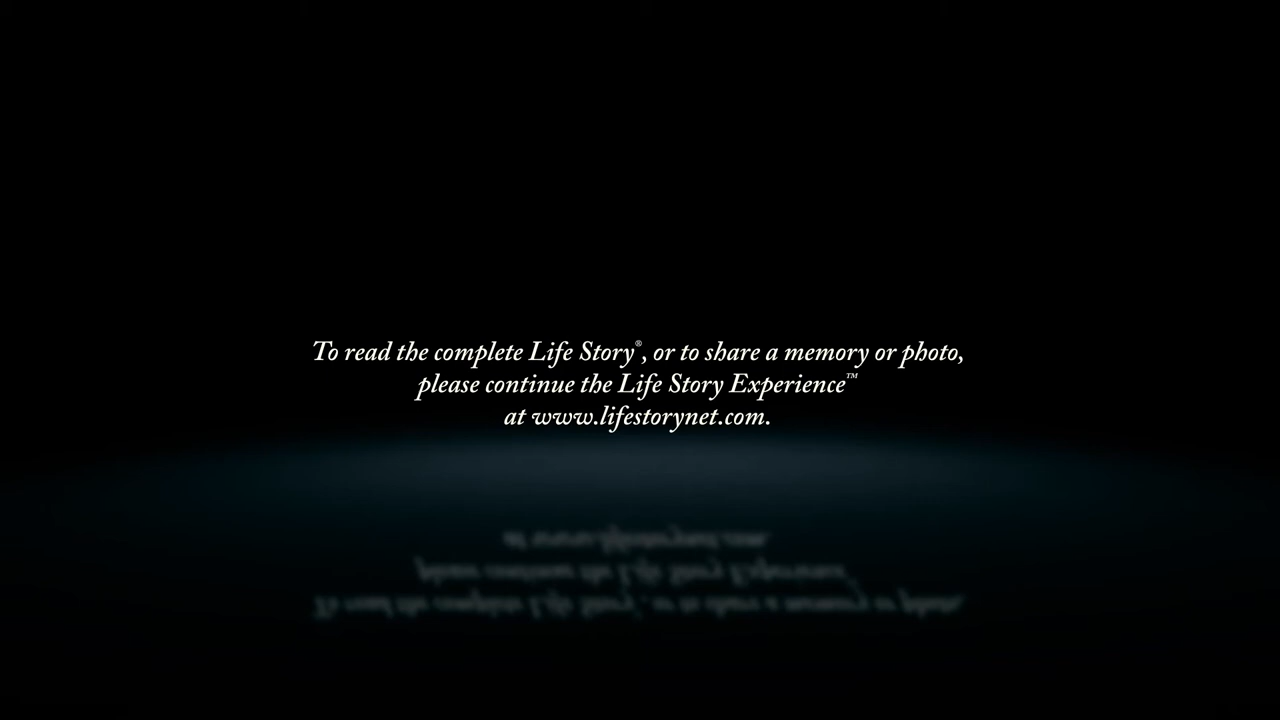 To read the complete Life Story®, or to share a memory or photo,
please continue the Life Story Experience™
at www.lifestorynet.com.